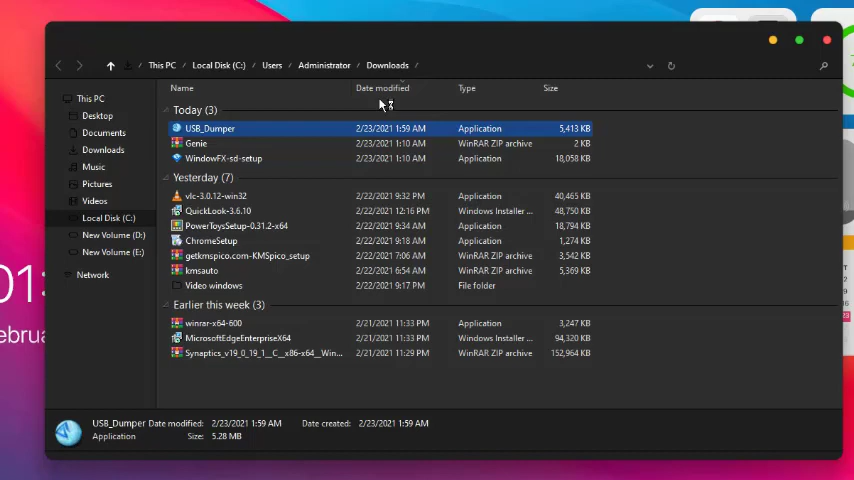 This PC / Local Disk (C:) / Users / Administrator / Downloads /
Name Date modified Type Size
This PC
Desktop
Documents
Downloads
Music
Pictures
Videos
Local Disk (C:)
New Volume (D:)
New Volume (E:)
Network
Today (3)
USB_Dumper 2/23/2021 1:59 AM Application 5,413 KB
Genie 2/23/2021 1:10 AM WinRAR ZIP archive 2 KB
WindowFX-sd-setup 2/23/2021 1:10 AM Application 18,058 KB
Yesterday (7)
vlc-3.0.12-win32 2/22/2021 9:32 PM Application 40,465 KB
QuickLook-3.6.10 2/22/2021 12:16 PM Windows Installer ... 48,750 KB
PowerToysSetup-0.31.2-x64 2/22/2021 9:34 AM Application 18,794 KB
ChromeSetup 2/22/2021 9:18 AM Application 1,274 KB
getkmspico.com-KMSpico_setup 2/22/2021 7:06 AM WinRAR ZIP archive 3,542 KB
kmsauto 2/22/2021 6:54 AM WinRAR ZIP archive 5,369 KB
Video windows 2/22/2021 9:17 PM File folder
Earlier this week (3)
winrar-x64-600 2/21/2021 11:33 PM Application 3,247 KB
MicrosoftEdgeEnterpriseX64 2/21/2021 11:33 PM Windows Installer ... 94,320 KB
Synaptics_v19_0_19_1__C__x86-x64__Win... 2/21/2021 11:29 PM WinRAR ZIP archive 152,964 KB
USB_Dumper Date modified: 2/23/2021 1:59 AM Date created: 2/23/2021 1:59 AM
Application Size: 5.28 MB
01:
ebrua